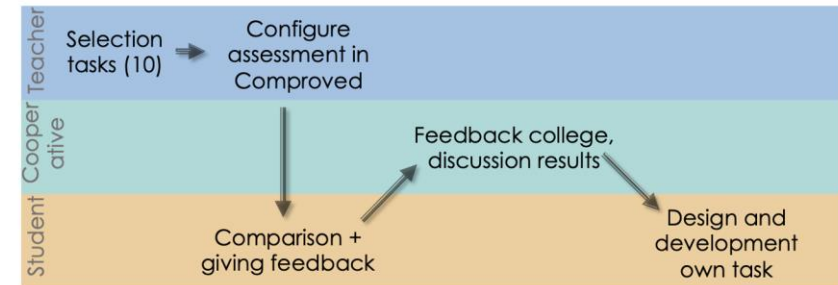 Teacher
Selection
tasks (10)
Configure
assessment in
Comproved
Cooper
ative
Feedback college,
discussion results
Student
Comparison +
giving feedback
Design and
development
own task